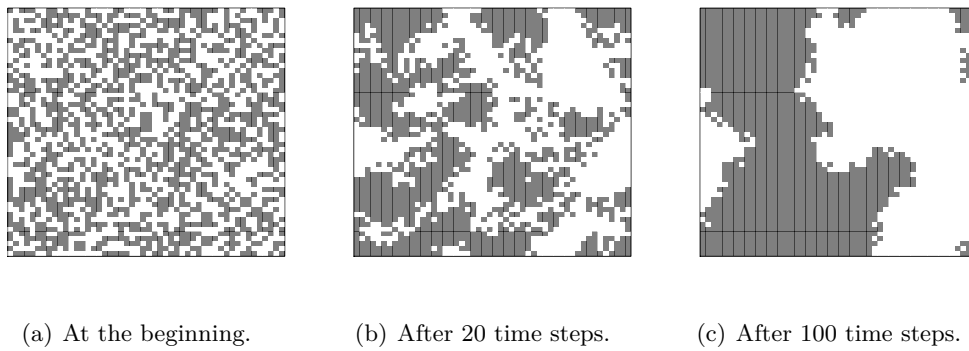 (a) At the beginning.
(b) After 20 time steps.
(c) After 100 time steps.